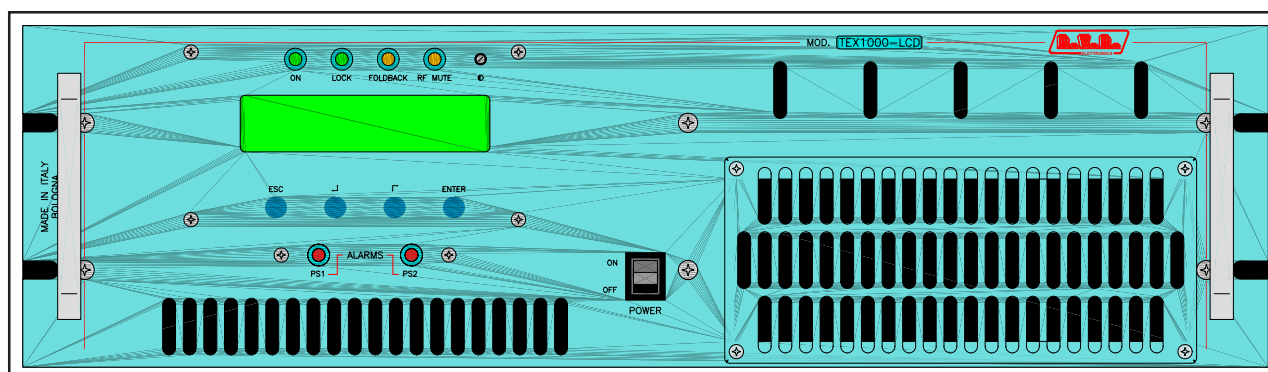 MOD. TEX1000-LCD
R.V.R.
ELETTRONICA
ON LOCK FOLDBACK RF MUTE
MADE IN ITALY
BOLOGNA
ESC ENTER
ALARMS
PS1 PS2
ON
OFF
POWER